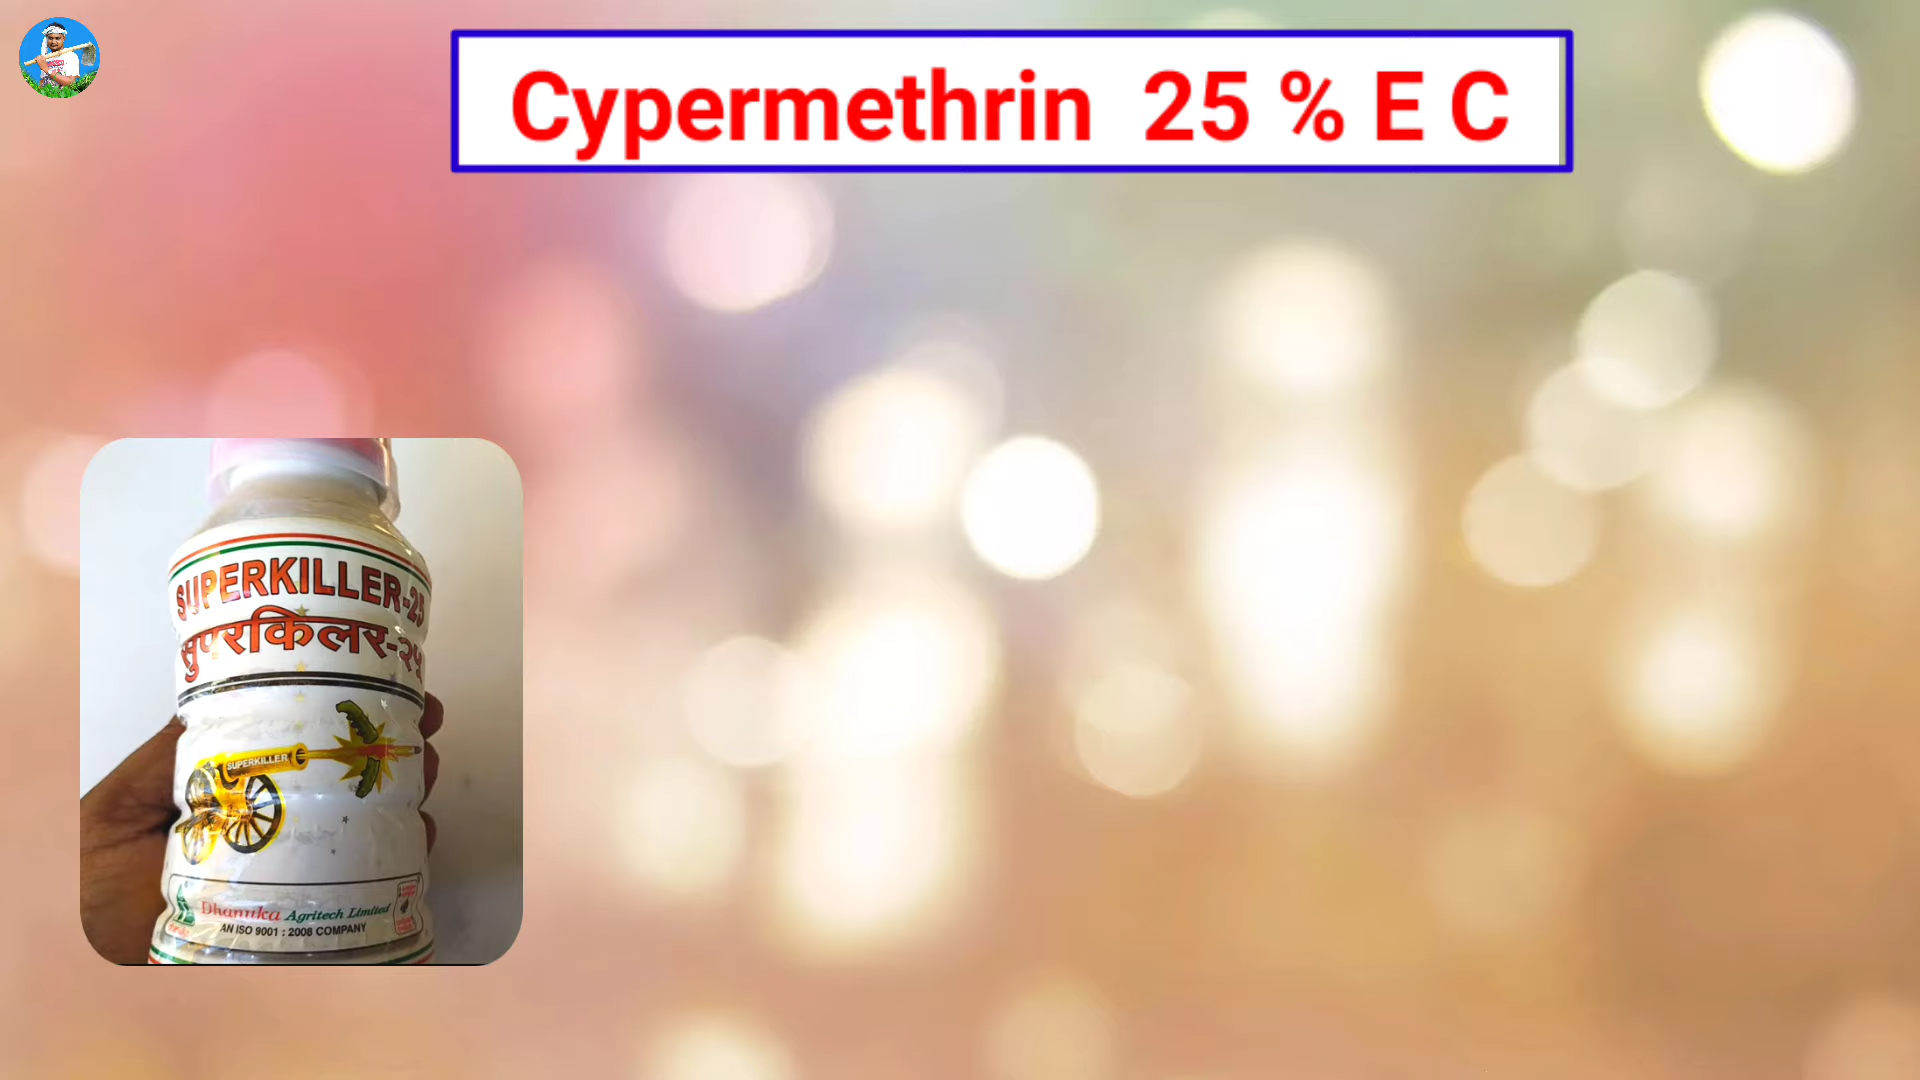 Cypermethrin 25 % E C
SUPERKILLER-25
सुपरकिलर-२५
SUPERKILLER
Dhanuka Agritech Limited
AN ISO 9001 : 2008 COMPANY